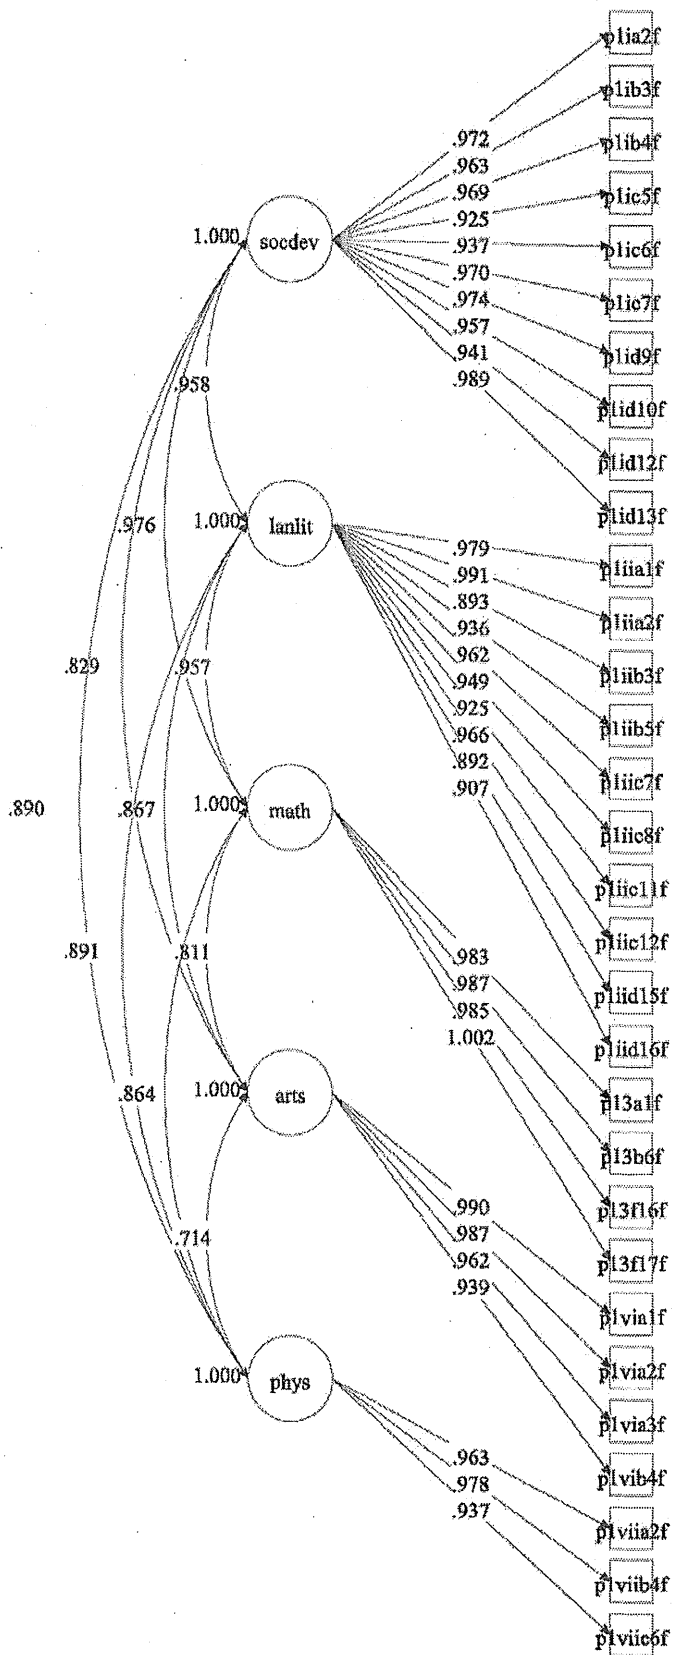 p1ia2f
p1ib3f
.972
p1ib4f
.963
.969
p1ic5f
.925
1.000
socdev
.937
p1ic6f
.970
.974
p1ic7f
.957
.941
p1id9f
.989
.958
p1id10f
p1id12f
.976
1.000
lanlit
p1id13f
.979
p1iia1f
.991
.893
p1iia2f
.936
.962
.829
.957
p1iib3f
.949
.925
p1iib5f
.966
.892
p1iic7f
.907
.890
.867
1.000
math
p1iic8f
p1iic11f
.891
.811
.983
p1iic12f
.987
p1iid15f
.985
1.002
p1iid16f
.864
1.000
arts
p13a1f
p13b6f
.990
p13f16f
.714
.987
.962
p13f17f
.939
p1via1f
1.000
phys
p1via2f
p1via3f
.963
p1vib4f
.978
.937
p1viia2f
p1viib4f
p1viic6f